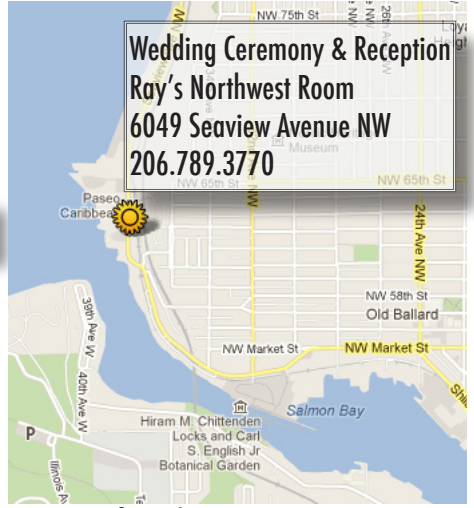 NW 75th St
Wedding Ceremony & Reception
Ray's Northwest Room
6049 Seaview Avenue NW
206.789.3770
Museum
NW 65th St
NW 65th St
Paseo
Caribbea
24th Ave NW
NW 58th St
Old Ballard
39th Ave W
NW Market St
NW Market St
40th Ave W
Salmon Bay
Hiram M. Chittenden
Locks and Carl
S. English Jr
Botanical Garden
P
Illinois A